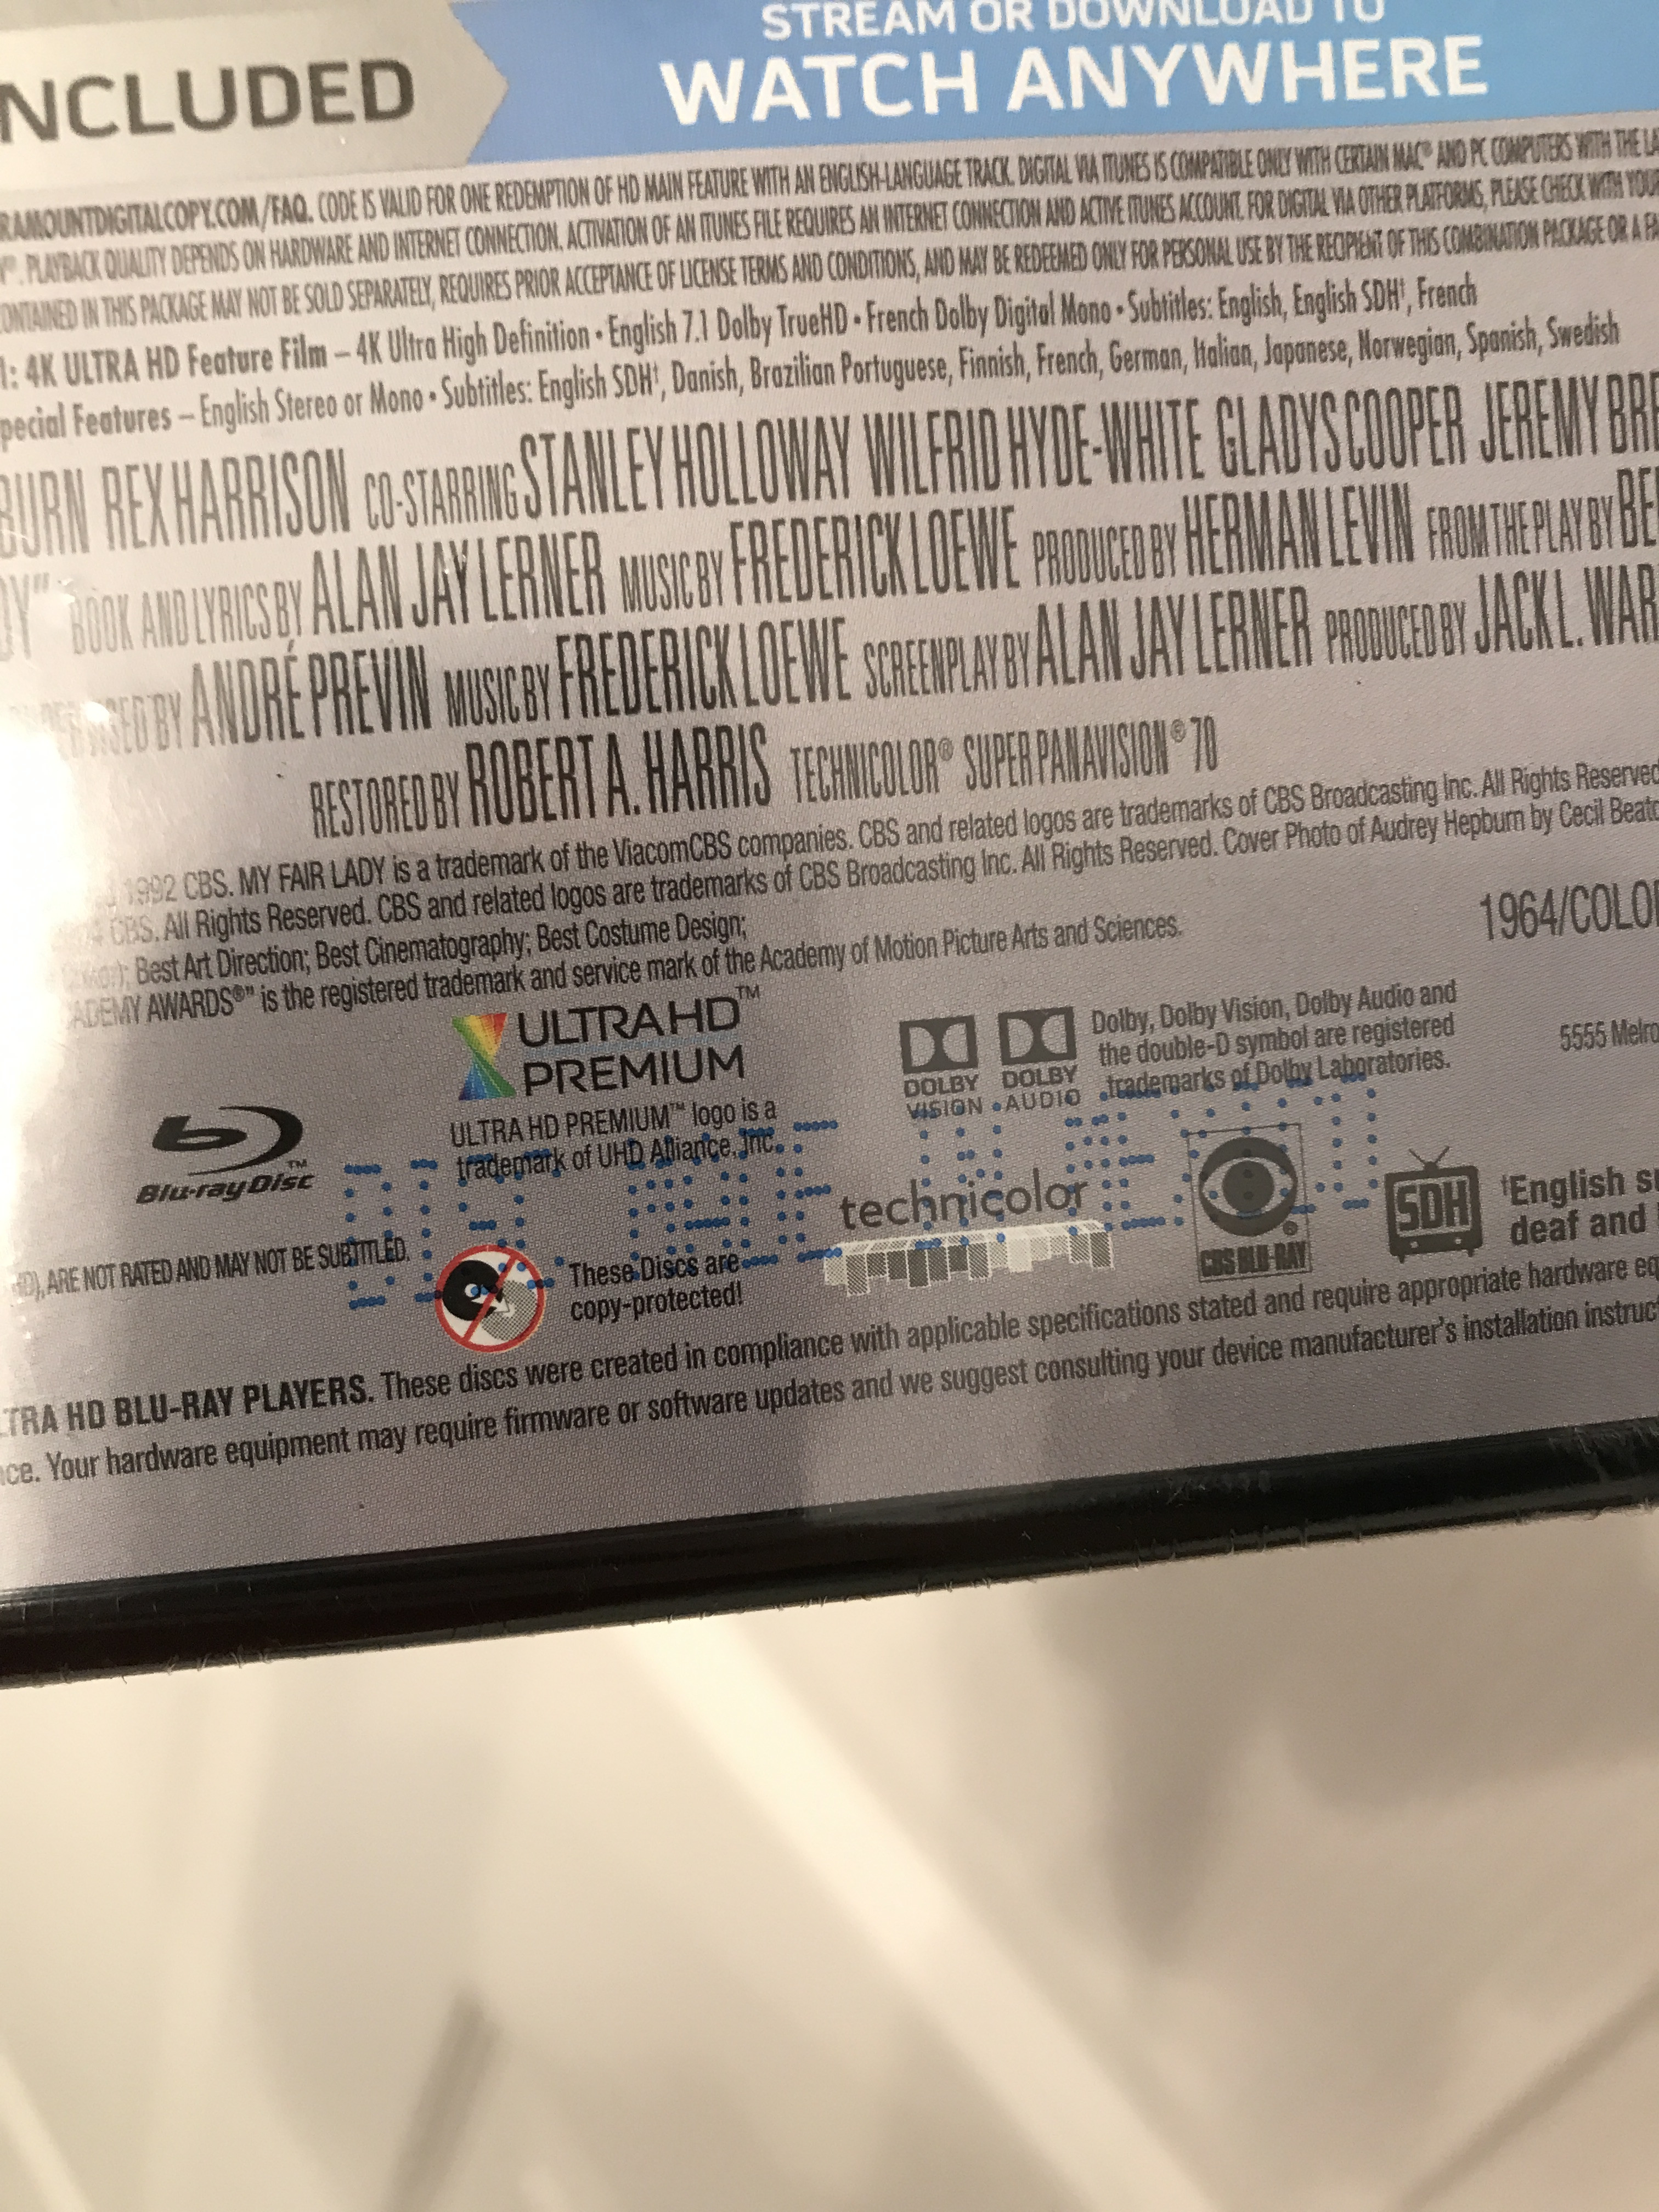 STREAM OR DOWNLOAD TO
NCLUDED
WATCH ANYWHERE
RAMOUNTDIGITALCOPY.COM/FAQ. CODE IS VALID FOR ONE REDEMPTION OF HD MAIN FEATURE WITH AN ENGLISH-LANGUAGE TRACK. DIGITAL VIA ITUNES IS COMPATIBLE ONLY WITH CERTAIN MAC® AND PC COMPUTERS WITH THE LA
PLAYBACK QUALITY DEPENDS ON HARDWARE AND INTERNET CONNECTION. ACTIVATION OF AN ITUNES FILE REQUIRES AN INTERNET CONNECTION AND ACTIVE ITUNES ACCOUNT. FOR DIGITAL VIA OTHER PLATFORMS, PLEASE CHECK WITH YOUR
ONTAINED IN THIS PACKAGE MAY NOT BE SOLD SEPARATELY, REQUIRES PRIOR ACCEPTANCE OF LICENSE TERMS AND CONDITIONS, AND MAY BE REDEEMED ONLY FOR PERSONAL USE BY THE RECIPIENT OF THIS COMBINATION PACKAGE OR A FA
1: 4K ULTRA HD Feature Film – 4K Ultra High Definition • English 7.1 Dolby TrueHD • French Dolby Digital Mono • Subtitles: English, English SDH†, French
pecial Features – English Stereo or Mono • Subtitles: English SDH†, Danish, Brazilian Portuguese, Finnish, French, German, Italian, Japanese, Norwegian, Spanish, Swedish
BURN REX HARRISON CO-STARRING STANLEY HOLLOWAY WILFRID HYDE-WHITE GLADYS COOPER JEREMY BRE
DY" BOOK AND LYRICS BY ALAN JAY LERNER MUSIC BY FREDERICK LOEWE PRODUCED BY HERMAN LEVIN FROM THE PLAY BY BE
BY ANDRÉ PREVIN MUSIC BY FREDERICK LOEWE SCREENPLAY BY ALAN JAY LERNER PRODUCED BY JACK L. WAR
RESTORED BY ROBERT A. HARRIS TECHNICOLOR® SUPER PANAVISION® 70
1992 CBS. MY FAIR LADY is a trademark of the ViacomCBS companies. CBS and related logos are trademarks of CBS Broadcasting Inc. All Rights Reserved
CBS. All Rights Reserved. CBS and related logos are trademarks of CBS Broadcasting Inc. All Rights Reserved. Cover Photo of Audrey Hepburn by Cecil Beato
Best Art Direction; Best Cinematography; Best Costume Design;
ADEMY AWARDS®" is the registered trademark and service mark of the Academy of Motion Picture Arts and Sciences.
1964/COLOR
ULTRA HD™
PREMIUM
ULTRA HD PREMIUM™ logo is a
trademark of UHD Alliance, Inc.
DOLBY VISION
DOLBY AUDIO
Dolby, Dolby Vision, Dolby Audio and
the double-D symbol are registered
trademarks of Dolby Laboratories.
5555 Melro
Blu-ray Disc™
technicolor
CBS BLU-RAY
SDH
†English su
deaf and
HD), ARE NOT RATED AND MAY NOT BE SUBTITLED.
These Discs are
copy-protected!
TRA HD BLU-RAY PLAYERS. These discs were created in compliance with applicable specifications stated and require appropriate hardware eq
nce. Your hardware equipment may require firmware or software updates and we suggest consulting your device manufacturer's installation instruc